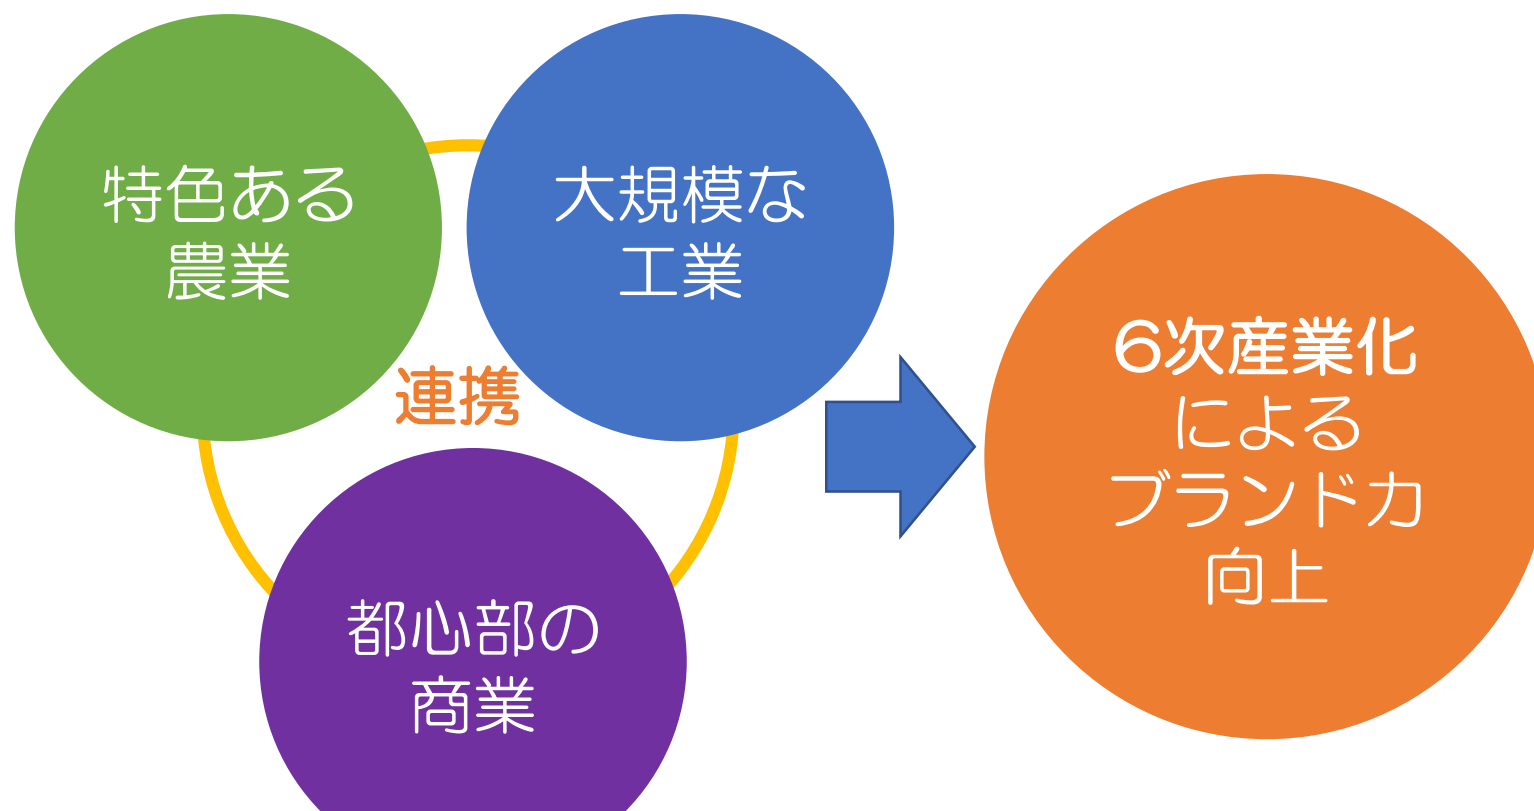 特色ある
農業
大規模な
工業
連携
都心部の
商業
6次産業化
による
ブランド力
向上